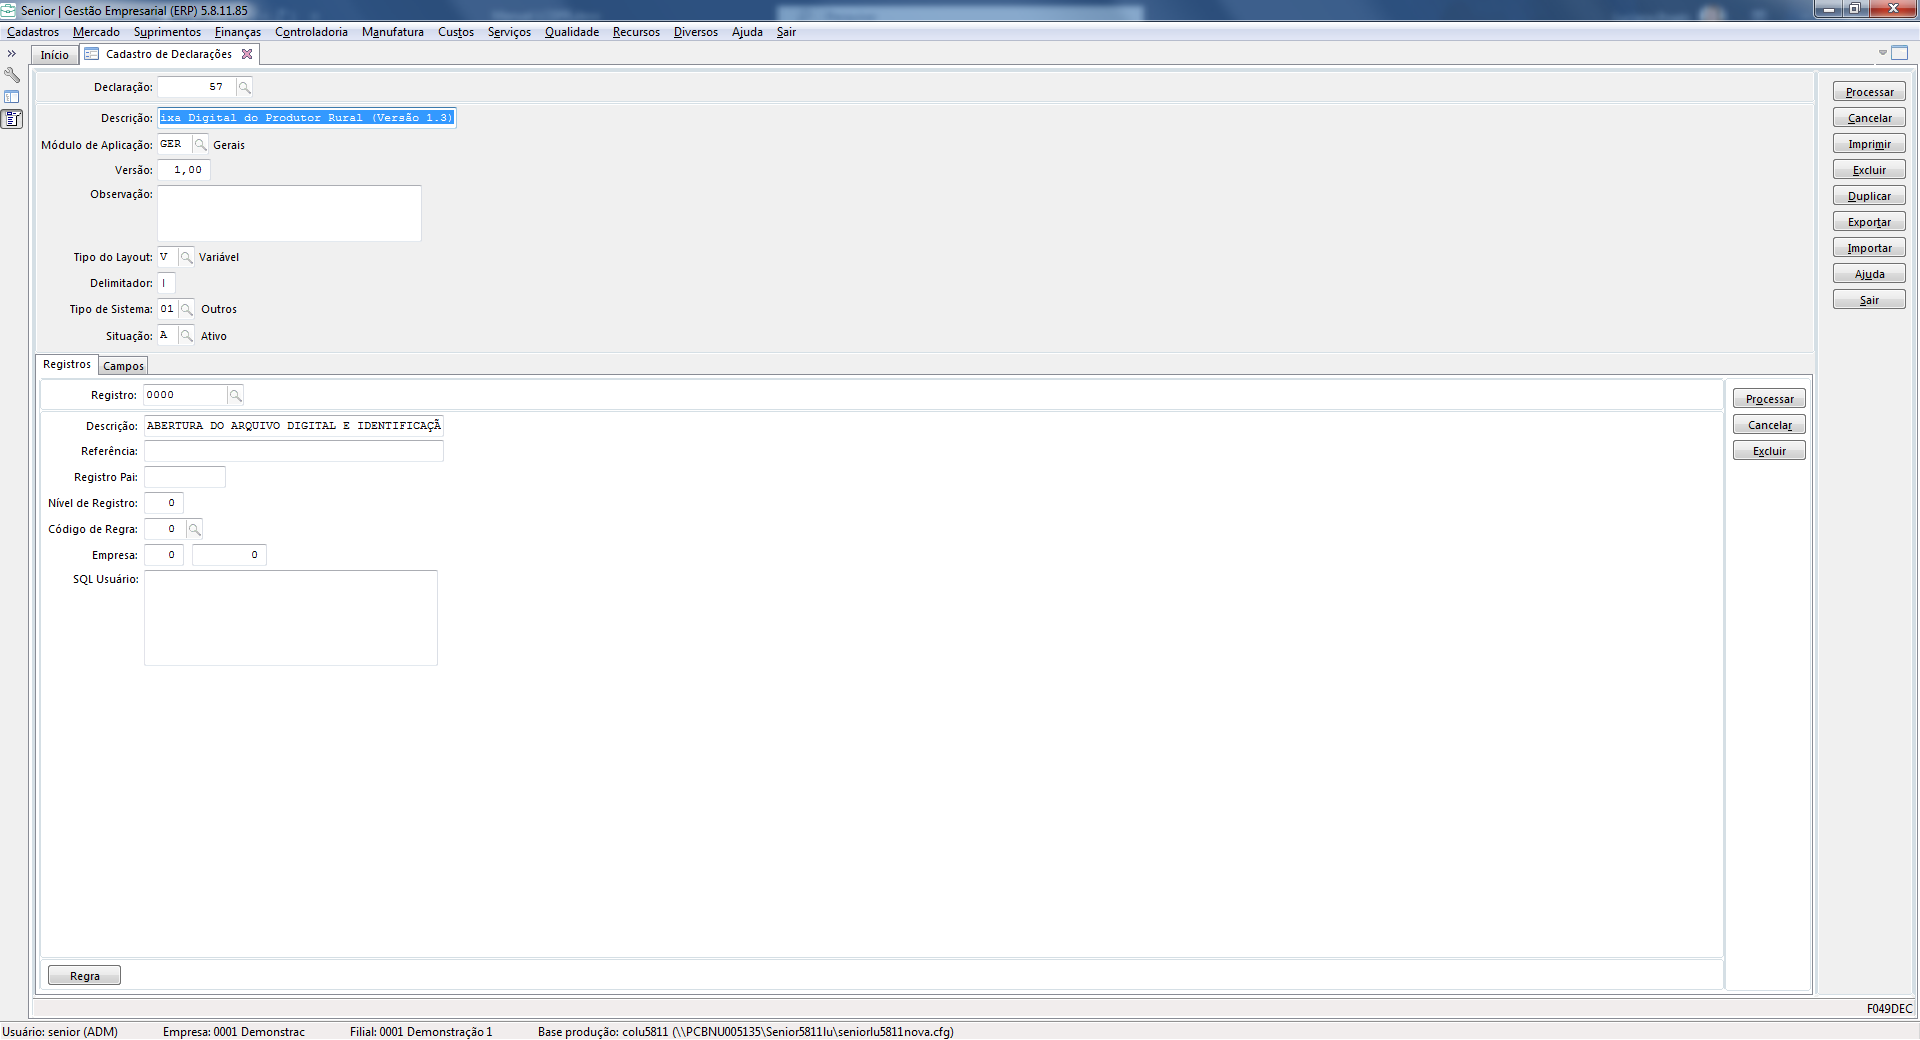 Senior | Gestão Empresarial (ERP) 5.8.11.85
Cadastros Mercado Suprimentos Finanças Controladoria Manufatura Custos Serviços Qualidade Recursos Diversos Ajuda Sair
Início Cadastro de Declarações
Declaração: 57
Descrição: ixa Digital do Produtor Rural (Versão 1.3)
Módulo de Aplicação: GER Gerais
Versão: 1,00
Observação:
Tipo do Layout: V Variável
Delimitador: |
Tipo de Sistema: 01 Outros
Situação: A Ativo
Processar
Cancelar
Imprimir
Excluir
Duplicar
Exportar
Importar
Ajuda
Sair
Registros Campos
Registro: 0000
Descrição: ABERTURA DO ARQUIVO DIGITAL E IDENTIFICAÇÃ
Referência:
Registro Pai:
Nível de Registro: 0
Código de Regra: 0
Empresa: 0 0
SQL Usuário:
Processar
Cancelar
Excluir
Regra
F049DEC
Usuário: senior (ADM) Empresa: 0001 Demonstrac Filial: 0001 Demonstração 1 Base produção: colu5811 (\\PCBNU005135\Senior5811lu\seniorlu5811nova.cfg)